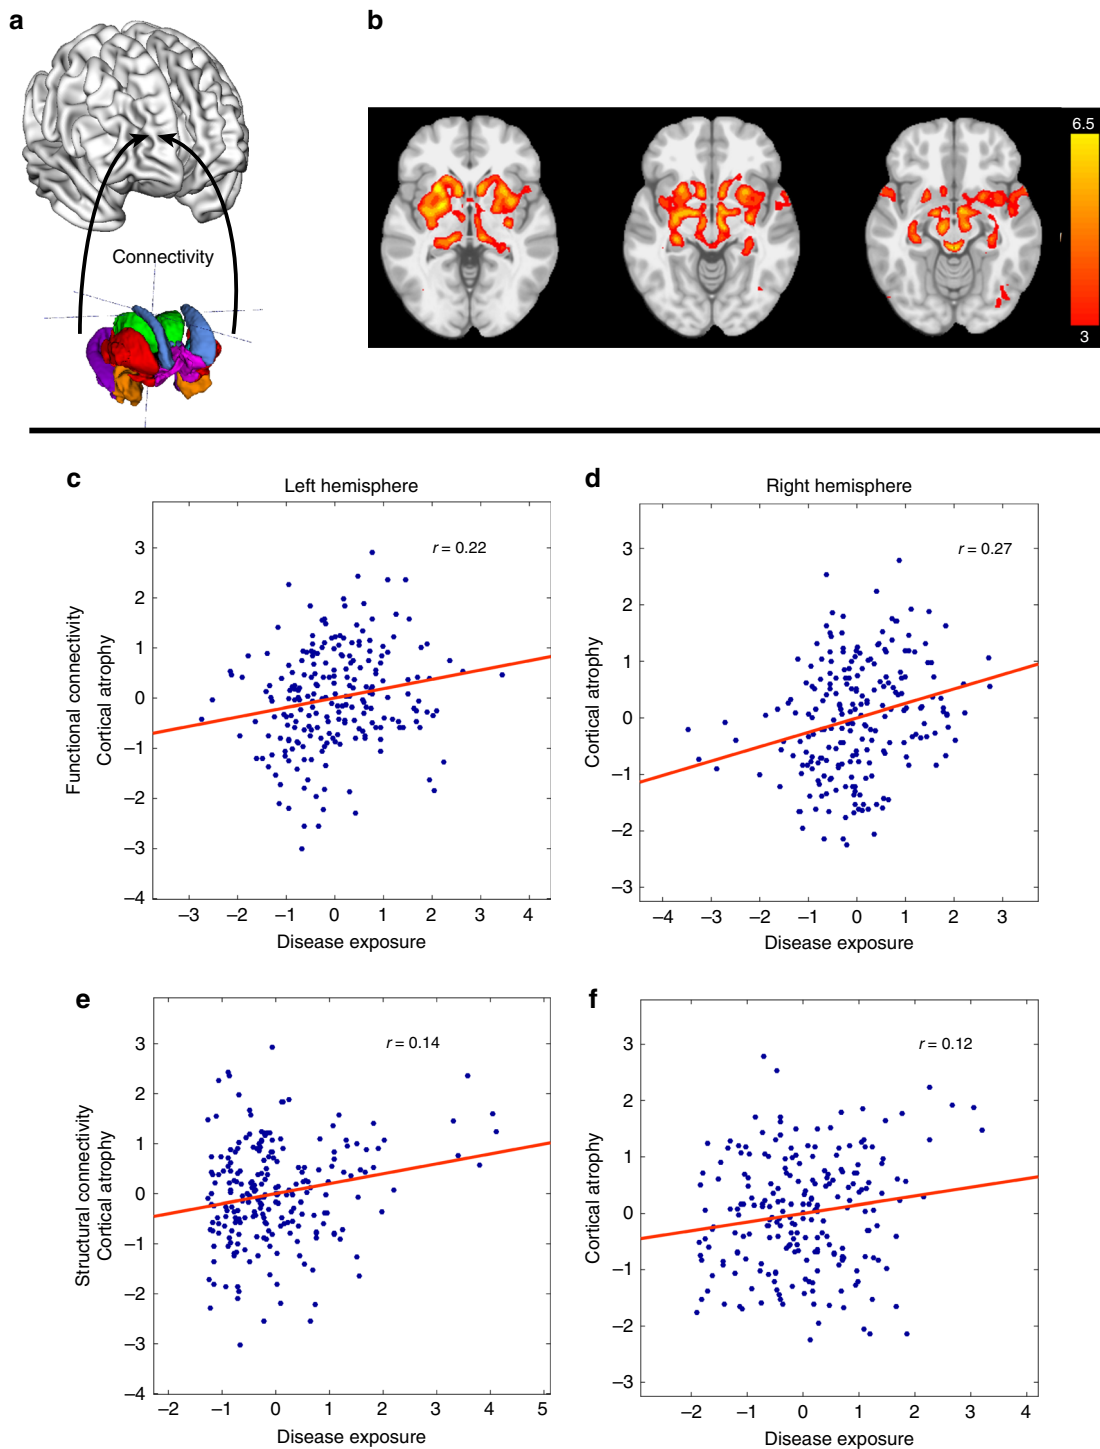 a
b
Connectivity
6.5
3
c
Left hemisphere
d
Right hemisphere
r = 0.22
3
2
1
0
−1
−2
−3
−4
Functional connectivity
Cortical atrophy
−3 −2 −1 0 1 2 3 4
Disease exposure
r = 0.27
3
2
1
0
−1
−2
−3
Cortical atrophy
−4 −3 −2 −1 0 1 2 3
Disease exposure
e
r = 0.14
3
2
1
0
−1
−2
−3
−4
Structural connectivity
Cortical atrophy
−2 −1 0 1 2 3 4 5
Disease exposure
f
r = 0.12
3
2
1
0
−1
−2
−3
Cortical atrophy
−2 −1 0 1 2 3 4
Disease exposure